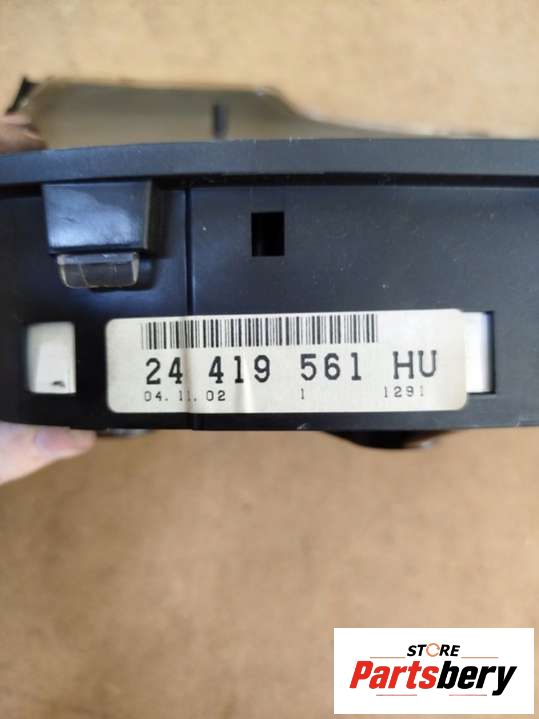 24 419 561 HU
04. 11. 02 1 1291
STORE
Partsbery